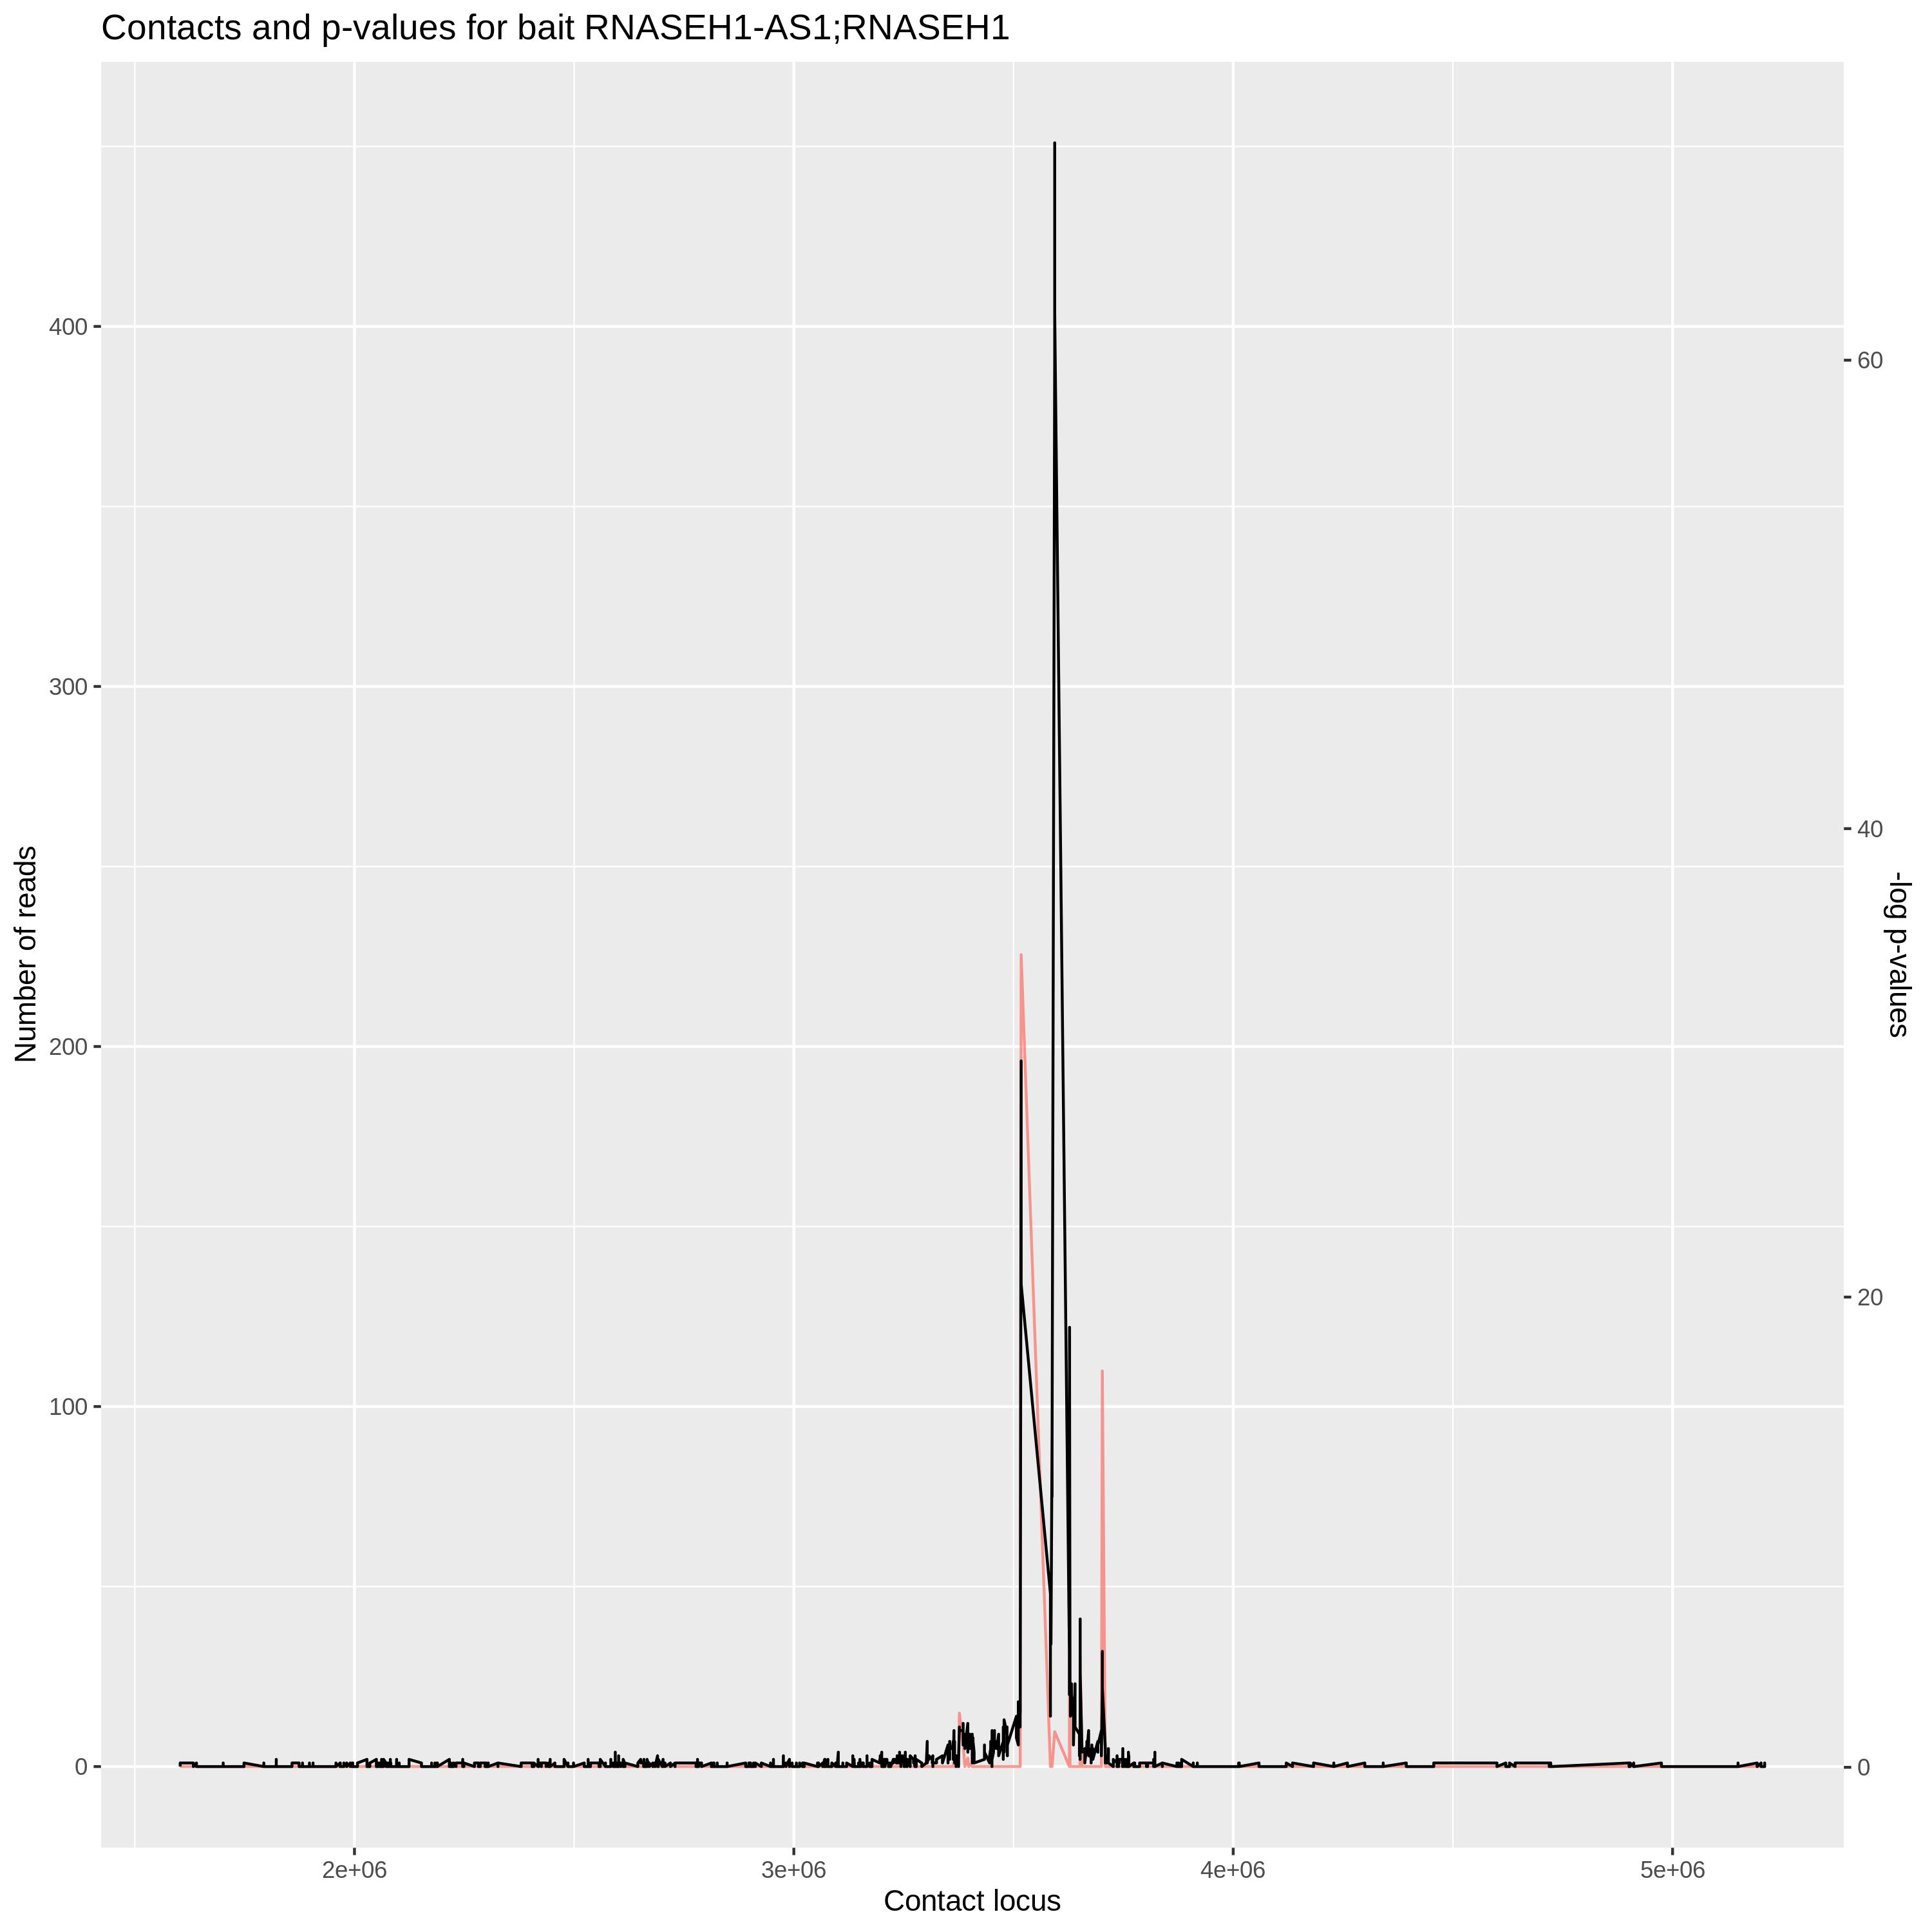 Contacts and p-values for bait RNASEH1-AS1;RNASEH1
400
300
200
100
0
Number of reads
60
40
20
0
-log p-values
2e+06
3e+06
4e+06
5e+06
Contact locus